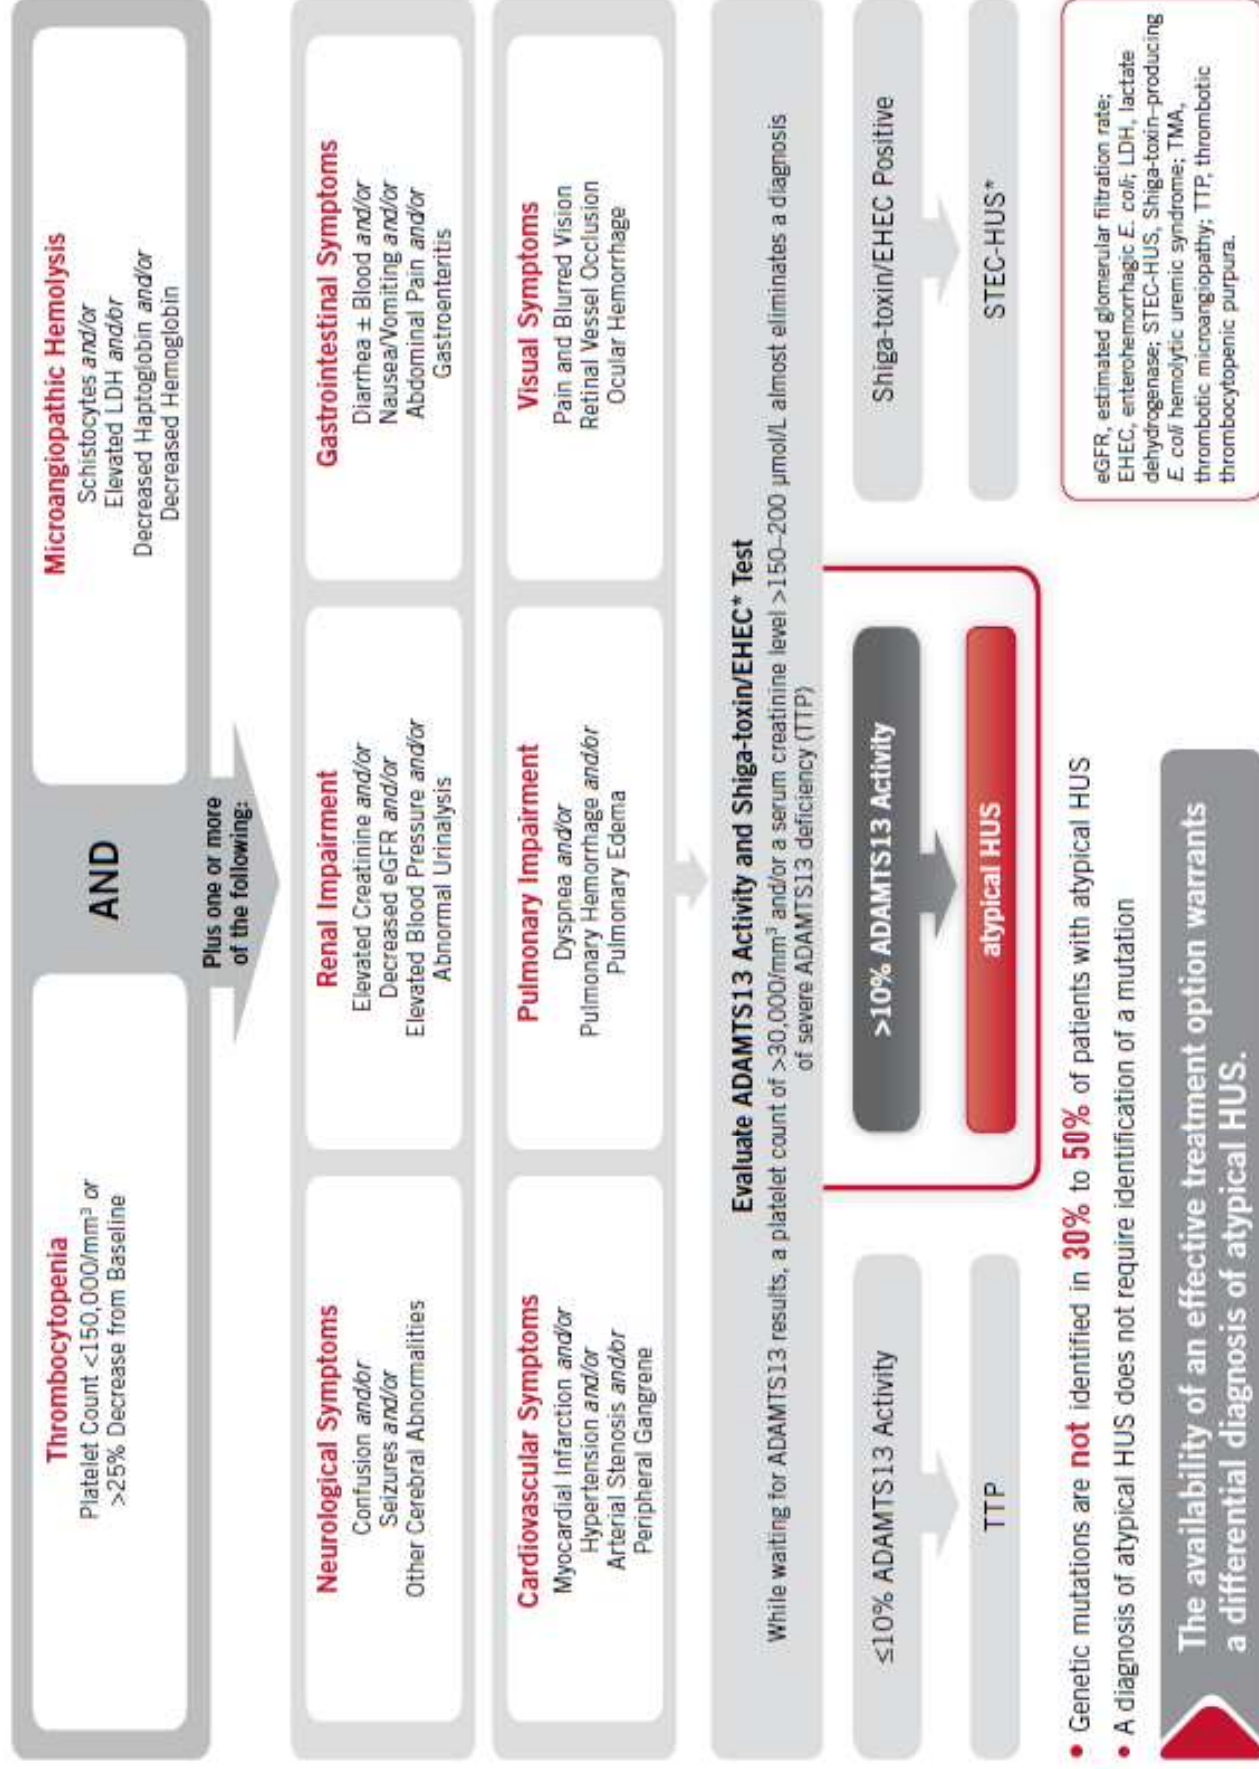 Thrombocytopenia
Platelet Count <150,000/mm³ or
>25% Decrease from Baseline
AND
Microangiopathic Hemolysis
Schistocytes and/or
Elevated LDH and/or
Decreased Haptoglobin and/or
Decreased Hemoglobin
Plus one or more
of the following:
Neurological Symptoms
Confusion and/or
Seizures and/or
Other Cerebral Abnormalities
Renal Impairment
Elevated Creatinine and/or
Decreased eGFR and/or
Elevated Blood Pressure and/or
Abnormal Urinalysis
Gastrointestinal Symptoms
Diarrhea ± Blood and/or
Nausea/Vomiting and/or
Abdominal Pain and/or
Gastroenteritis
Cardiovascular Symptoms
Myocardial Infarction and/or
Hypertension and/or
Arterial Stenosis and/or
Peripheral Gangrene
Pulmonary Impairment
Dyspnea and/or
Pulmonary Hemorrhage and/or
Pulmonary Edema
Visual Symptoms
Pain and Blurred Vision
Retinal Vessel Occlusion
Ocular Hemorrhage
Evaluate ADAMTS13 Activity and Shiga-toxin/EHEC* Test
While waiting for ADAMTS13 results, a platelet count of >30,000/mm³ and/or a serum creatinine level >150–200 µmol/L almost eliminates a diagnosis
of severe ADAMTS13 deficiency (TTP)
≤10% ADAMTS13 Activity
>10% ADAMTS13 Activity
Shiga-toxin/EHEC Positive
TTP
atypical HUS
STEC-HUS*
• Genetic mutations are not identified in 30% to 50% of patients with atypical HUS
• A diagnosis of atypical HUS does not require identification of a mutation
eGFR, estimated glomerular filtration rate;
EHEC, enterohemorrhagic E. coli; LDH, lactate
dehydrogenase; STEC-HUS, Shiga-toxin–producing
E. coli hemolytic uremic syndrome; TMA,
thrombotic microangiopathy; TTP, thrombotic
thrombocytopenic purpura.
The availability of an effective treatment option warrants
a differential diagnosis of atypical HUS.